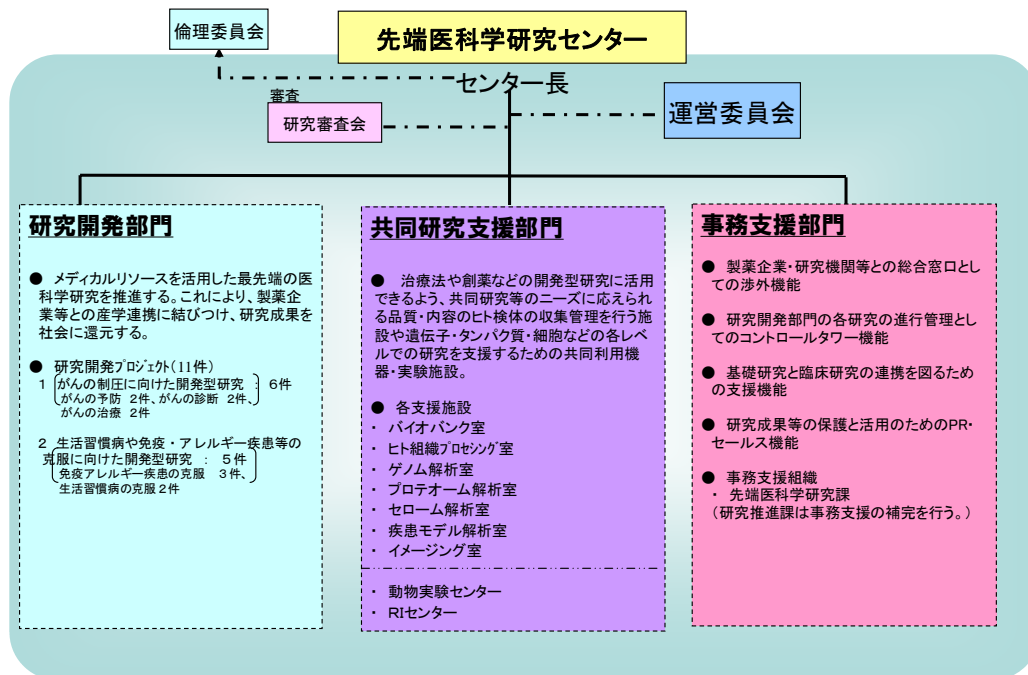 倫理委員会
先端医科学研究センター
センター長
審査
研究審査会
運営委員会
研究開発部門
● メディカルリソースを活用した最先端の医
科学研究を推進する。これにより、製薬企
業等との産学連携に結びつけ、研究成果を
社会に還元する。
● 研究開発プロジェクト(11件)
1 がんの制圧に向けた開発型研究 : 6件
がんの予防 2件、がんの診断 2件、
がんの治療 2件
2 生活習慣病や免疫・アレルギー疾患等の
克服に向けた開発型研究 : 5件
免疫アレルギー疾患の克服 3件、
生活習慣病の克服2件
共同研究支援部門
● 治療法や創薬などの開発型研究に活用
できるよう、共同研究等のニーズに応えられ
る品質・内容のヒト検体の収集管理を行う施
設や遺伝子・タンパク質・細胞などの各レベ
ルでの研究を支援するための共同利用機
器・実験施設。
● 各支援施設
・ バイオバンク室
・ ヒト組織プロセシング室
・ ゲノム解析室
・ プロテオーム解析室
・ セローム解析室
・ 疾患モデル解析室
・ イメージング室
・ 動物実験センター
・ RIセンター
事務支援部門
● 製薬企業・研究機関等との総合窓口とし
ての渉外機能
● 研究開発部門の各研究の進行管理とし
てのコントロールタワー機能
● 基礎研究と臨床研究の連携を図るため
の支援機能
● 研究成果等の保護と活用のためのPR・
セールス機能
● 事務支援組織
・ 先端医科学研究課
(研究推進課は事務支援の補完を行う。)